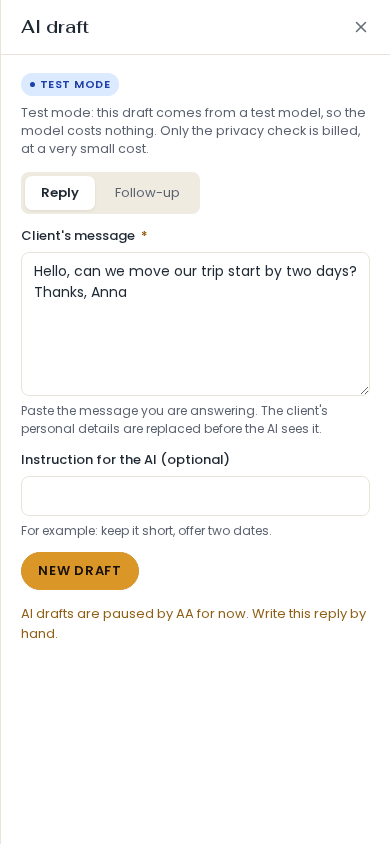 AI draft
TEST MODE
Test mode: this draft comes from a test model, so the
model costs nothing. Only the privacy check is billed,
at a very small cost.
Reply Follow-up
Client's message *
Hello, can we move our trip start by two days?
Thanks, Anna
Paste the message you are answering. The client's
personal details are replaced before the AI sees it.
Instruction for the AI (optional)
For example: keep it short, offer two dates.
NEW DRAFT
AI drafts are paused by AA for now. Write this reply by
hand.